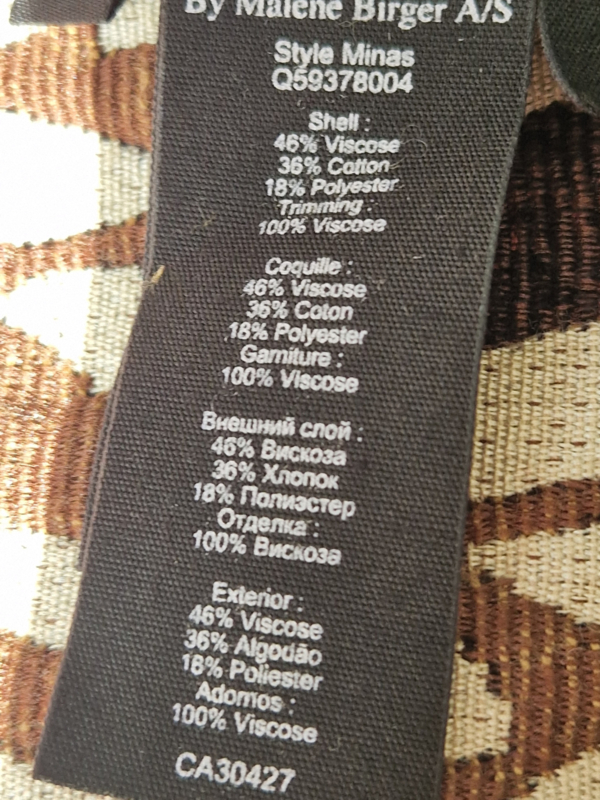 By Malene Birger A/S
Style Minas
Q59378004
Shell :
46% Viscose
36% Cotton
18% Polyester
Trimming :
100% Viscose
Coquille :
46% Viscose
36% Coton
18% Polyester
Garniture :
100% Viscose
Внешний слой :
46% Вискоза
36% Хлопок
18% Полиэстер
Отделка :
100% Вискоза
Exterior :
46% Viscose
36% Algodão
18% Poliester
Adornos :
100% Viscose
CA30427